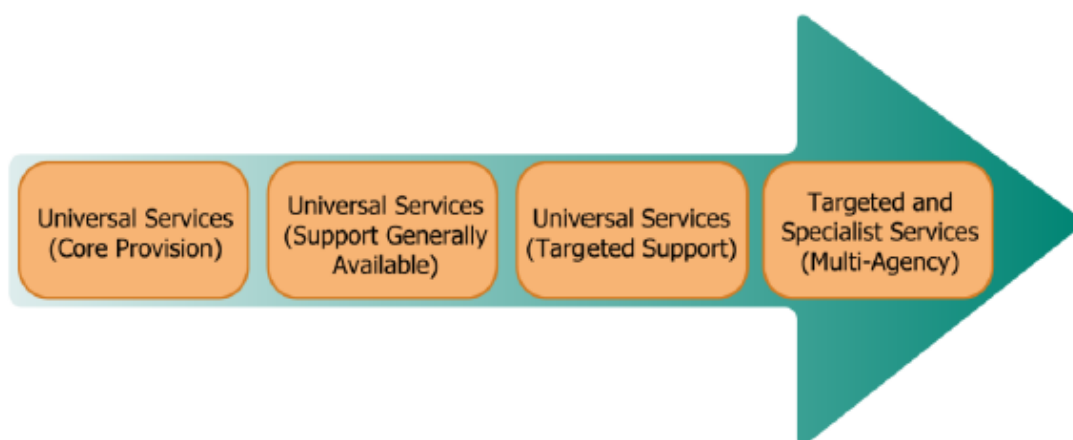 Universal Services
(Core Provision)
Universal Services
(Support Generally
Available)
Universal Services
(Targeted Support)
Targeted and
Specialist Services
(Multi-Agency)